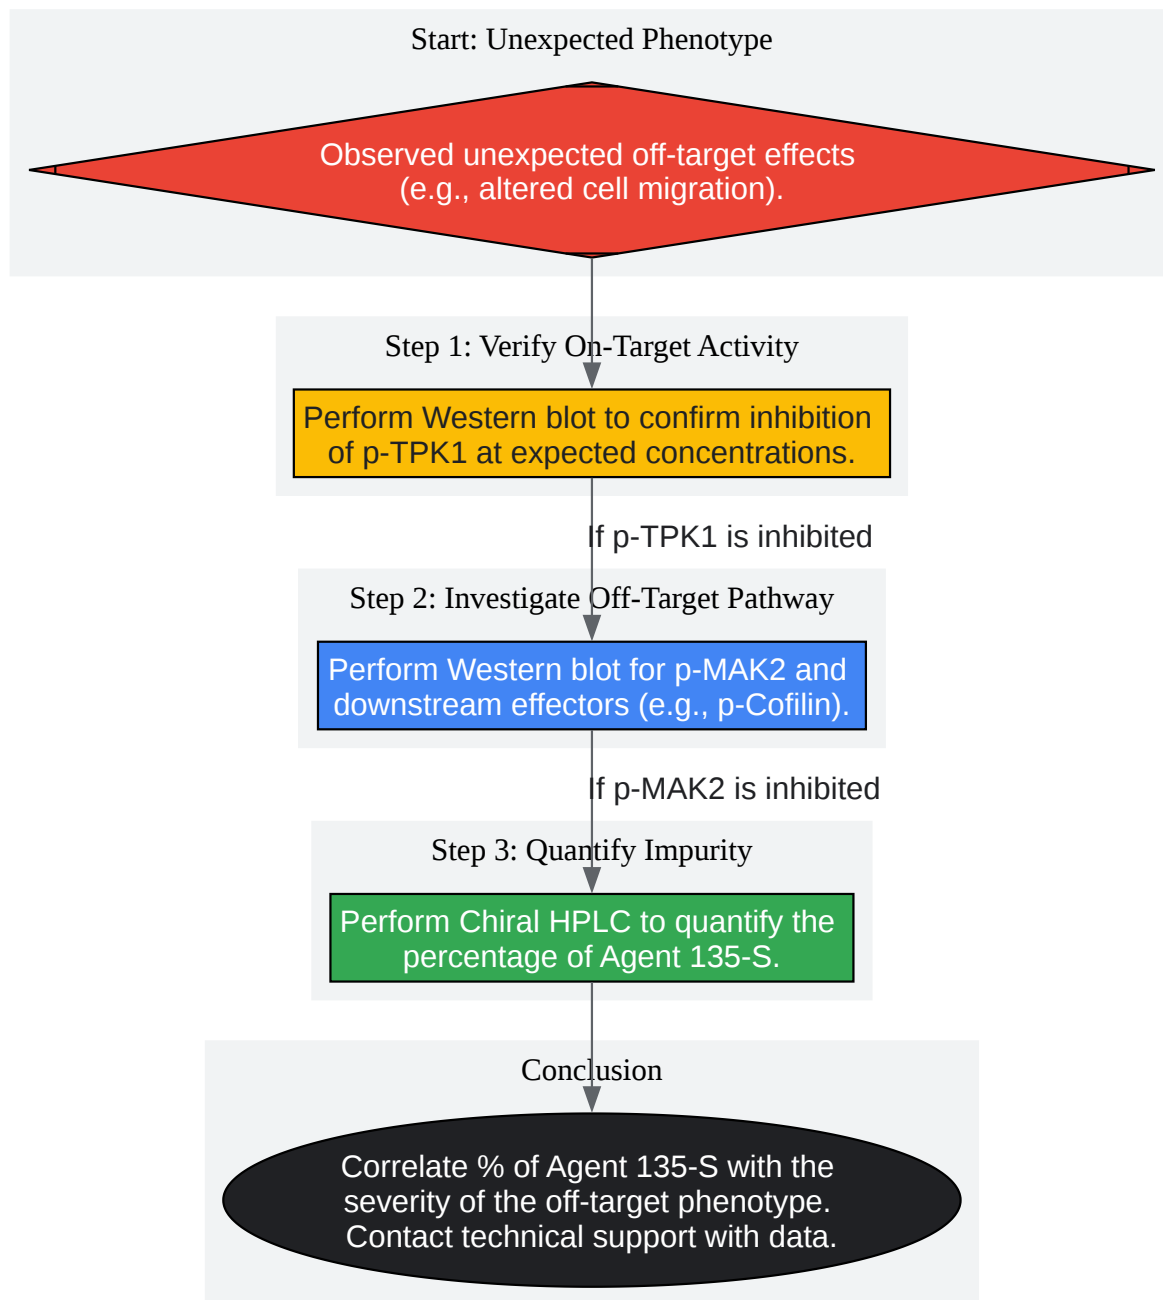 Start: Unexpected Phenotype
Observed unexpected off-target effects
(e.g., altered cell migration).
Step 1: Verify On-Target Activity
Perform Western blot to confirm inhibition
of p-TPK1 at expected concentrations.
If p-TPK1 is inhibited
Step 2: Investigate Off-Target Pathway
Perform Western blot for p-MAK2 and
downstream effectors (e.g., p-Cofilin).
If p-MAK2 is inhibited
Step 3: Quantify Impurity
Perform Chiral HPLC to quantify the
percentage of Agent 135-S.
Conclusion
Correlate % of Agent 135-S with the
severity of the off-target phenotype.
Contact technical support with data.